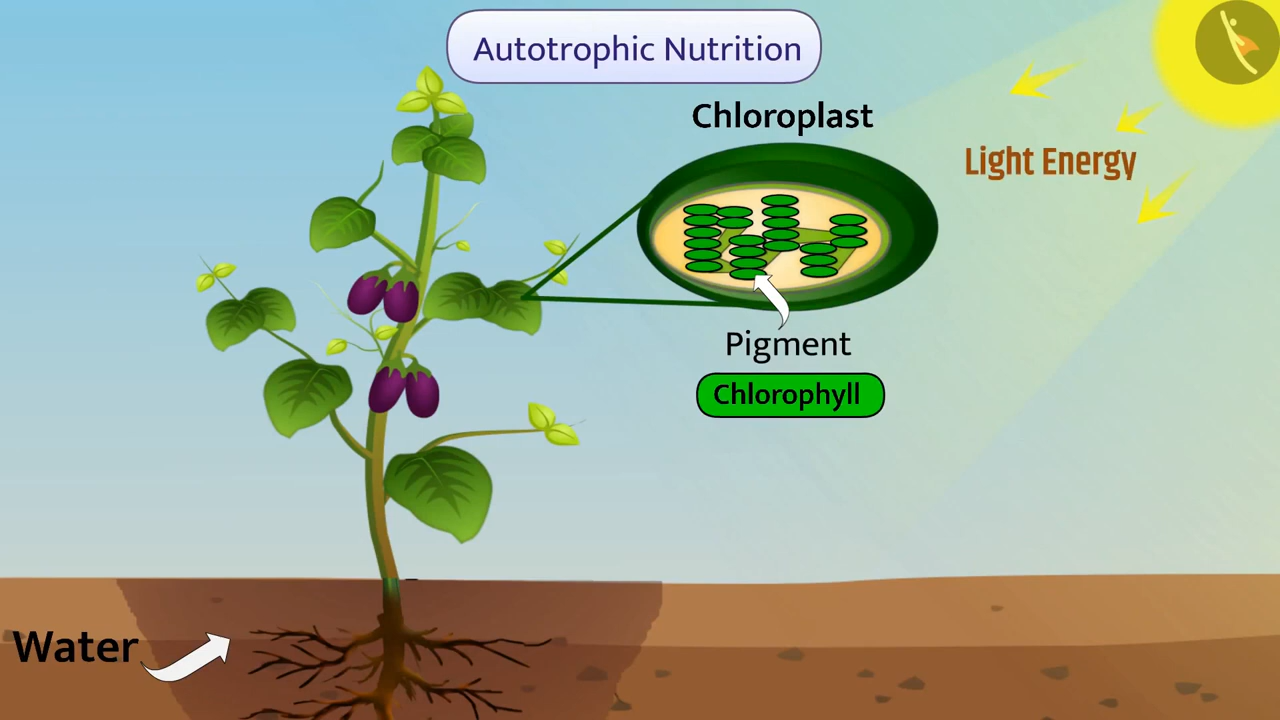 Autotrophic Nutrition
Chloroplast
Light Energy
Pigment
Chlorophyll
Water